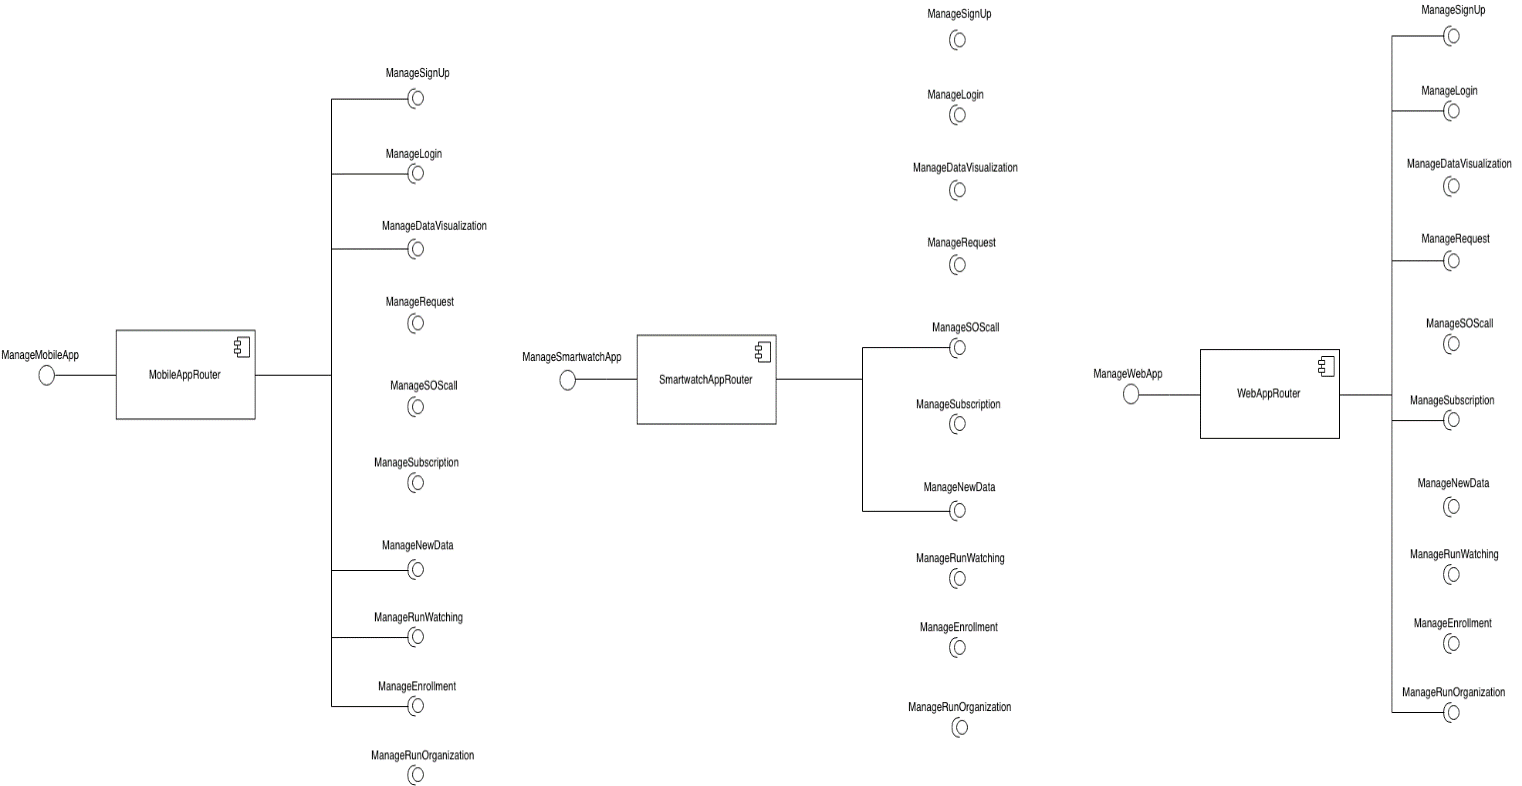 ManageSignUp
ManageLogin
ManageDataVisualization
ManageRequest
ManageMobileApp
MobileAppRouter
ManageSOScall
ManageSubscription
ManageNewData
ManageRunWatching
ManageEnrollment
ManageRunOrganization
ManageSignUp
ManageLogin
ManageDataVisualization
ManageRequest
ManageSOScall
ManageSmartwatchApp
SmartwatchAppRouter
ManageSubscription
ManageNewData
ManageRunWatching
ManageEnrollment
ManageRunOrganization
ManageSignUp
ManageLogin
ManageDataVisualization
ManageRequest
ManageSOScall
ManageWebApp
WebAppRouter
ManageSubscription
ManageNewData
ManageRunWatching
ManageEnrollment
ManageRunOrganization